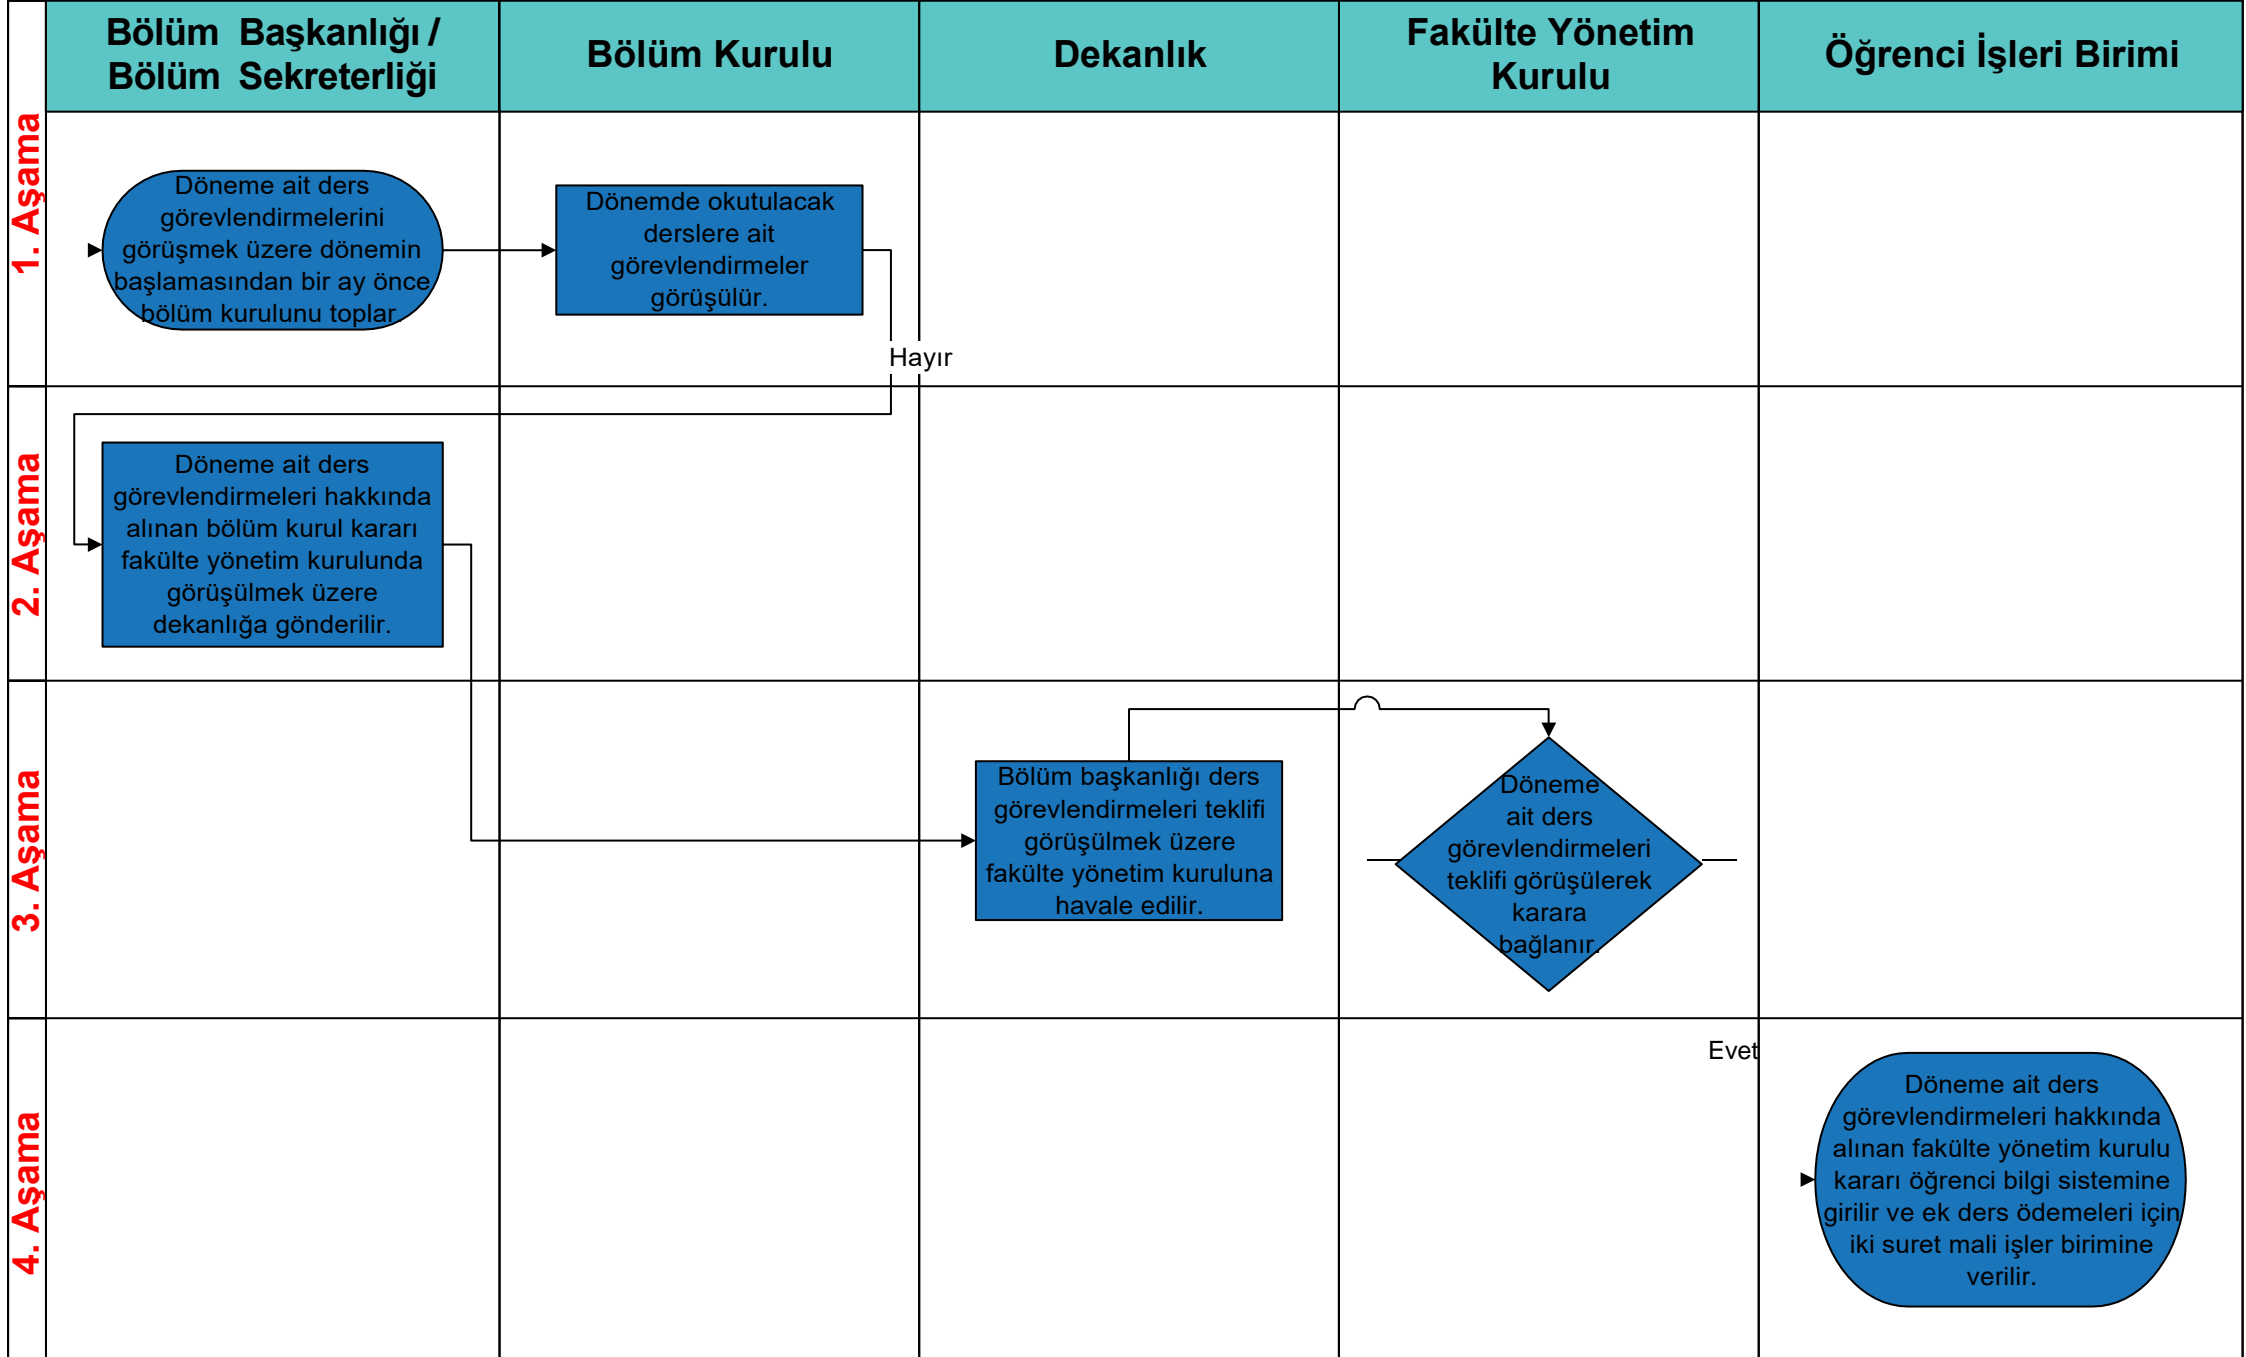 Bölüm Başkanlığı /
Bölüm Sekreterliği
Bölüm Kurulu
Dekanlık
Fakülte Yönetim
Kurulu
Öğrenci İşleri Birimi
1. Aşama
Döneme ait ders
görevlendirmelerini
görüşmek üzere dönemin
başlamasından bir ay önce
bölüm kurulunu toplar.
Dönemde okutulacak
derslere ait
görevlendirmeler
görüşülür.
Hayır
2. Aşama
Döneme ait ders
görevlendirmeleri hakkında
alınan bölüm kurul kararı
fakülte yönetim kurulunda
görüşülmek üzere
dekanlığa gönderilir.
3. Aşama
Bölüm başkanlığı ders
görevlendirmeleri teklifi
görüşülmek üzere
fakülte yönetim kuruluna
havale edilir.
Döneme
ait ders
görevlendirmeleri
teklifi görüşülerek
karara
bağlanır.
4. Aşama
Evet
Döneme ait ders
görevlendirmeleri hakkında
alınan fakülte yönetim kurulu
kararı öğrenci bilgi sistemine
girilir ve ek ders ödemeleri için
iki suret mali işler birimine
verilir.